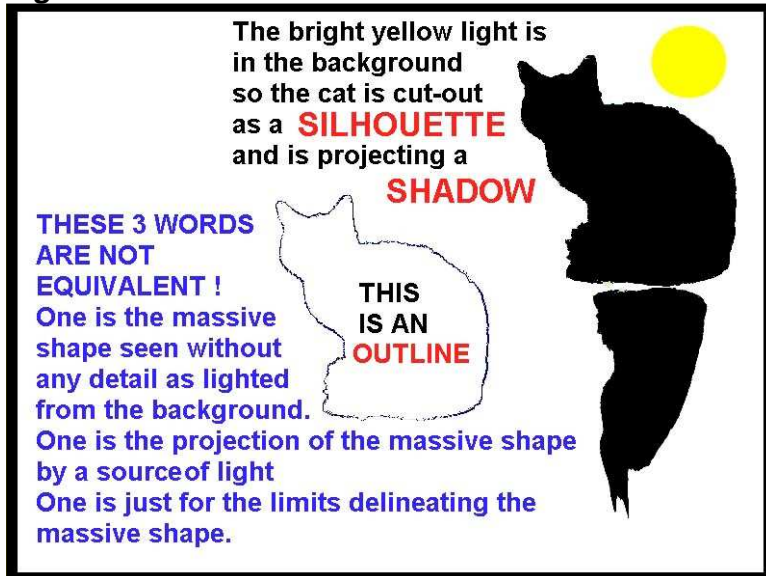 The bright yellow light is
in the background
so the cat is cut-out
as a SILHOUETTE
and is projecting a
SHADOW
THESE 3 WORDS
ARE NOT
EQUIVALENT !
One is the massive
shape seen without
any detail as lighted
from the background.
One is the projection of the massive shape
by a sourceof light
One is just for the limits delineating the
massive shape.
THIS
IS AN
OUTLINE